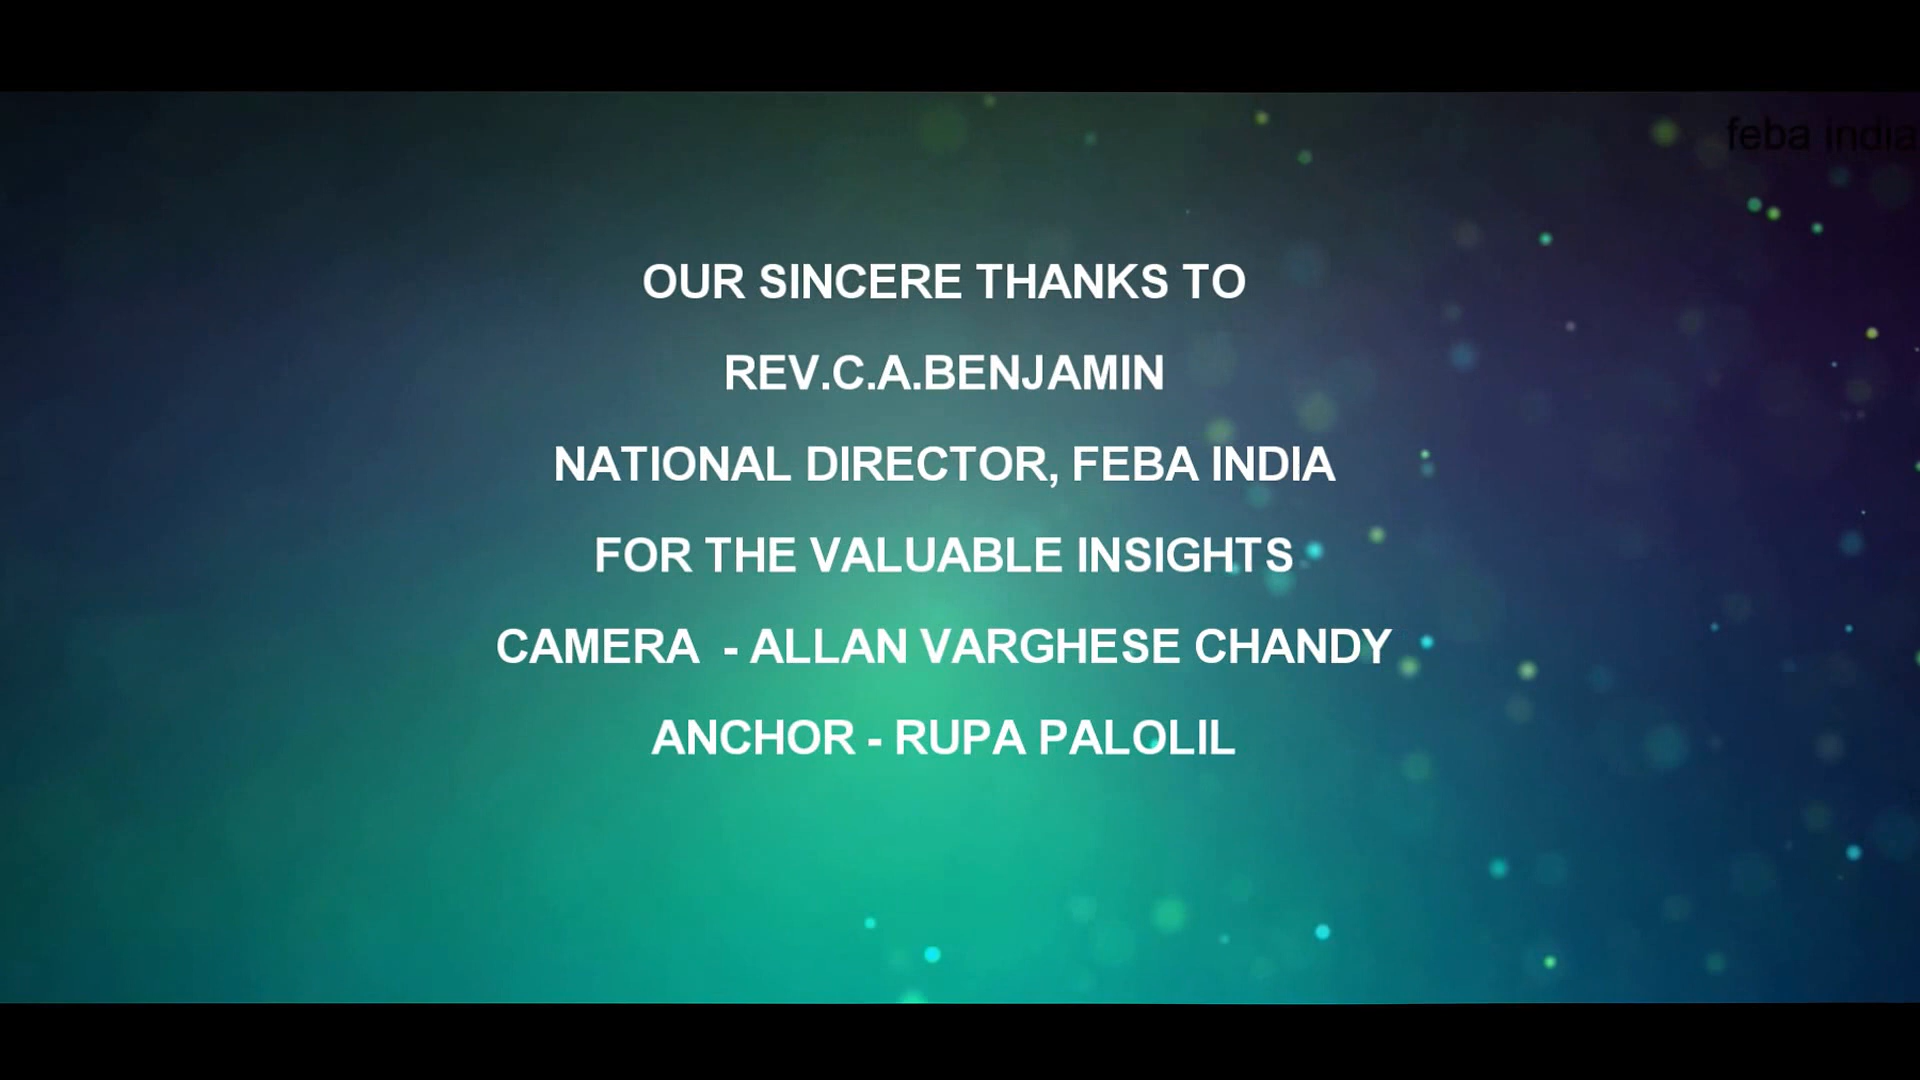 feba india
OUR SINCERE THANKS TO
REV.C.A.BENJAMIN
NATIONAL DIRECTOR, FEBA INDIA
FOR THE VALUABLE INSIGHTS
CAMERA  - ALLAN VARGHESE CHANDY
ANCHOR - RUPA PALOLIL